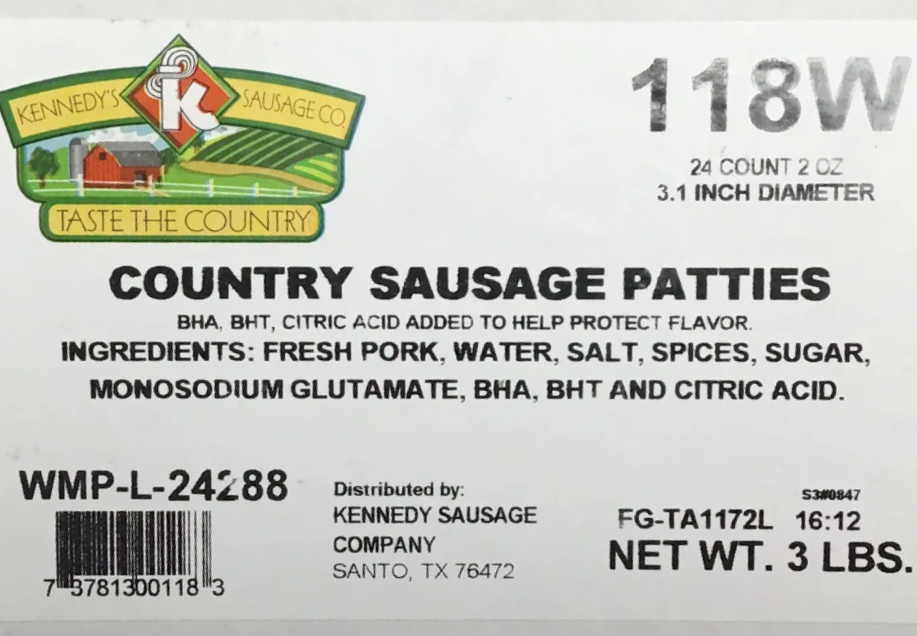 KENNEDY'S K SAUSAGE CO.
TASTE THE COUNTRY
118W
24 COUNT 2 OZ
3.1 INCH DIAMETER
COUNTRY SAUSAGE PATTIES
BHA, BHT, CITRIC ACID ADDED TO HELP PROTECT FLAVOR.
INGREDIENTS: FRESH PORK, WATER, SALT, SPICES, SUGAR,
MONOSODIUM GLUTAMATE, BHA, BHT AND CITRIC ACID.
WMP-L-24288
7 3781300118 3
Distributed by:
KENNEDY SAUSAGE
COMPANY
SANTO, TX 76472
S3#0847
FG-TA1172L 16:12
NET WT. 3 LBS.